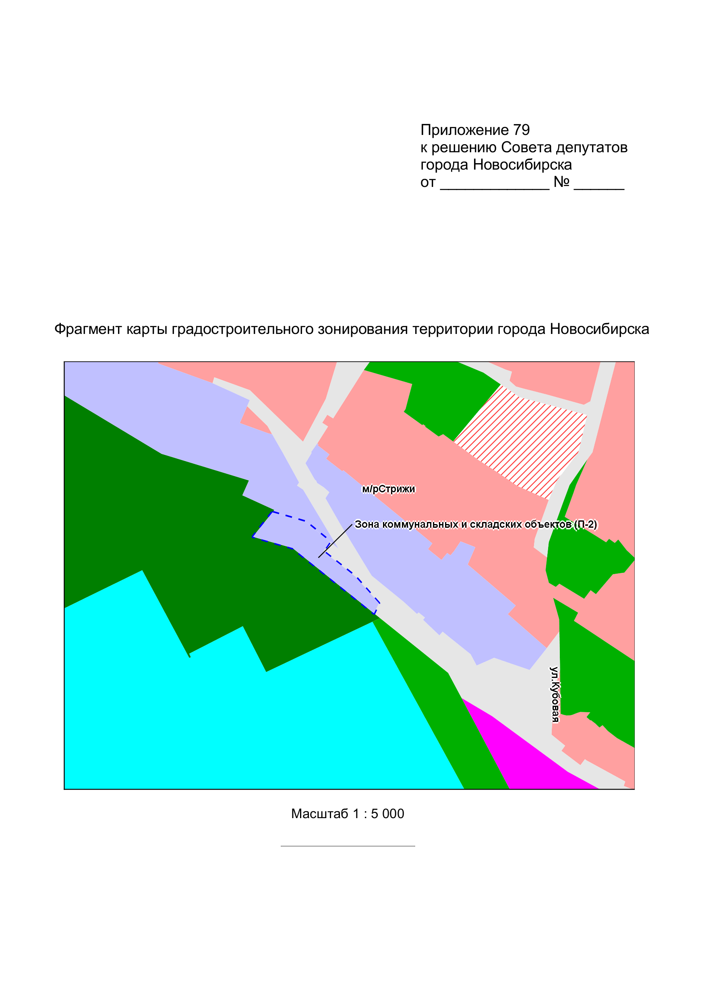 Приложение 79
к решению Совета депутатов
города Новосибирска
от _____________ № ______
Фрагмент карты градостроительного зонирования территории города Новосибирска
м/рСтрижи
Зона коммунальных и складских объектов (П-2)
ул.Кубовая
Масштаб 1 : 5 000